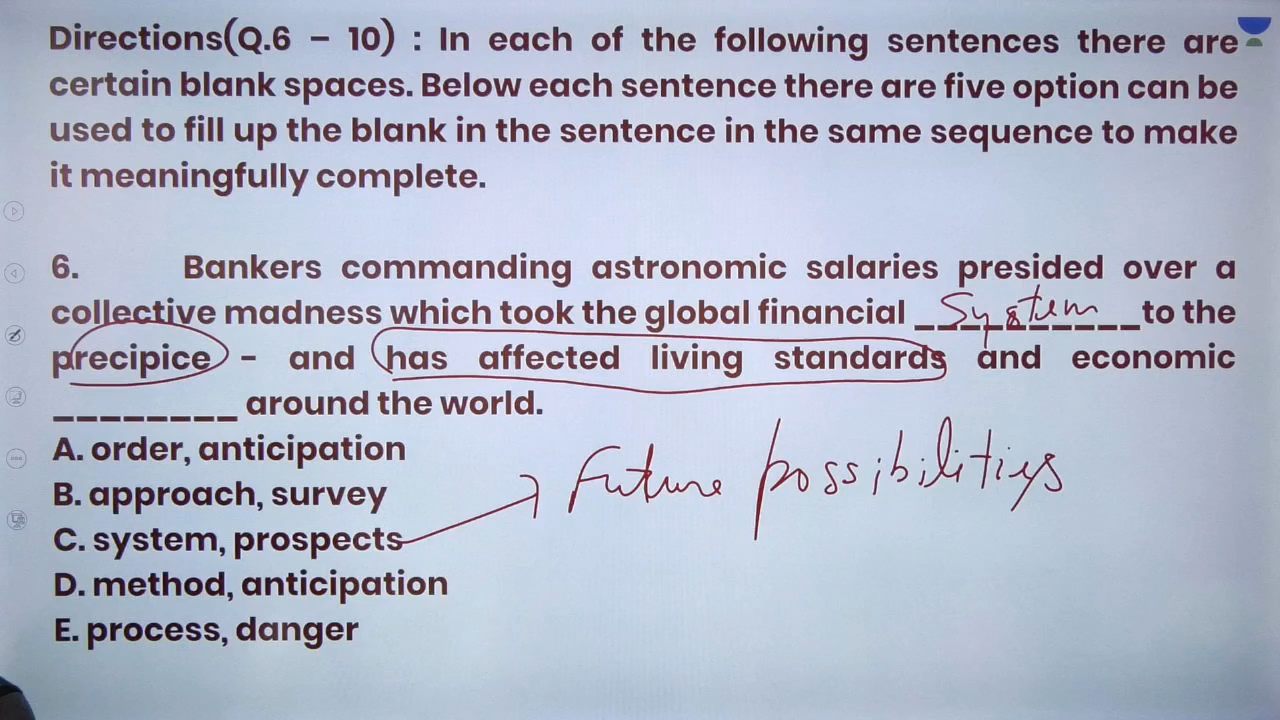 Directions(Q.6 – 10) : In each of the following sentences there are
certain blank spaces. Below each sentence there are five option can be
used to fill up the blank in the sentence in the same sequence to make
it meaningfully complete.
6. Bankers commanding astronomic salaries presided over a
collective madness which took the global financial __System__ to the
precipice - and has affected living standards and economic
________ around the world.
A. order, anticipation
B. approach, survey
C. system, prospects
Future possibilities
D. method, anticipation
E. process, danger